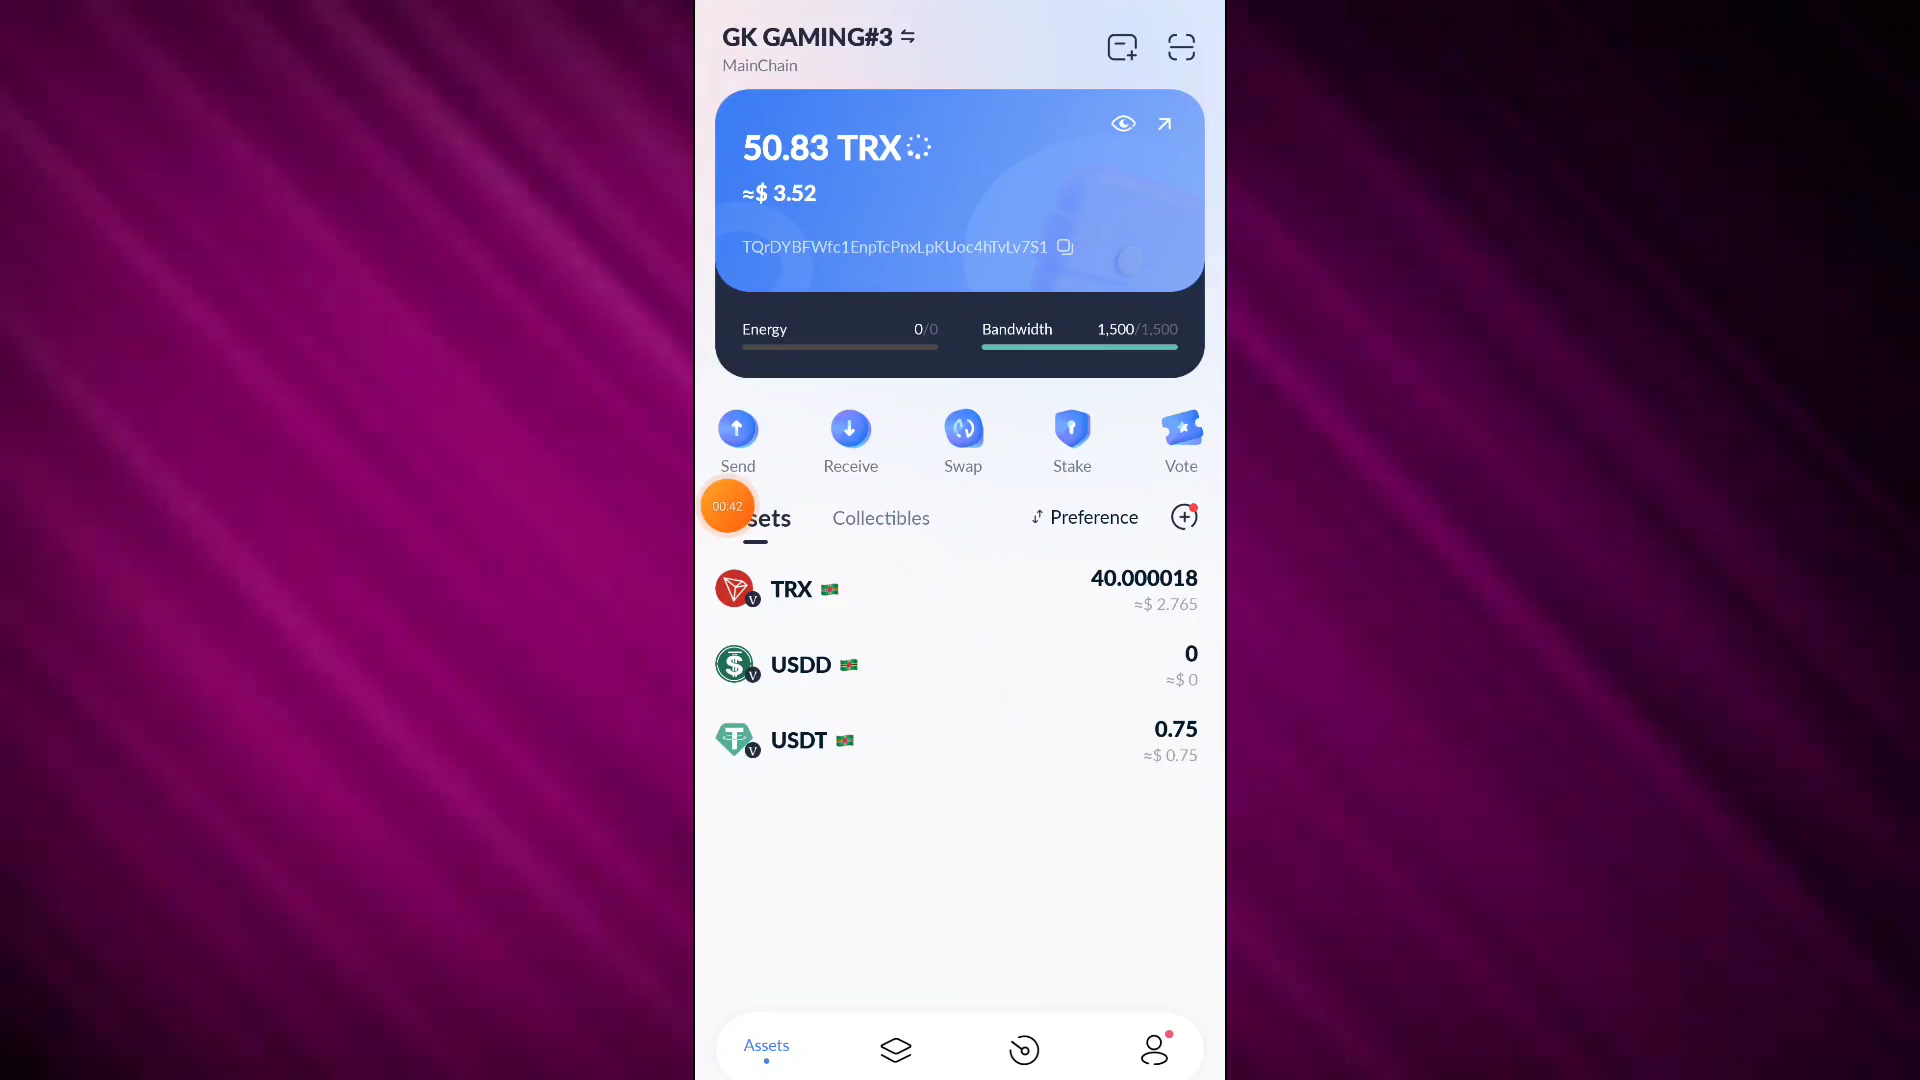 GK GAMING#3
MainChain
50.83 TRX
≈$ 3.52
TQrDYBFWfc1EnpTcPnxLpKUoc4hTvLv7S1
Energy 0/0 Bandwidth 1,500/1,500
Send Receive Swap Stake Vote
00:42
sets Collectibles Preference
V TRX 40.000018
≈$ 2.765
V USDD 0
≈$ 0
V USDT 0.75
≈$ 0.75
Assets